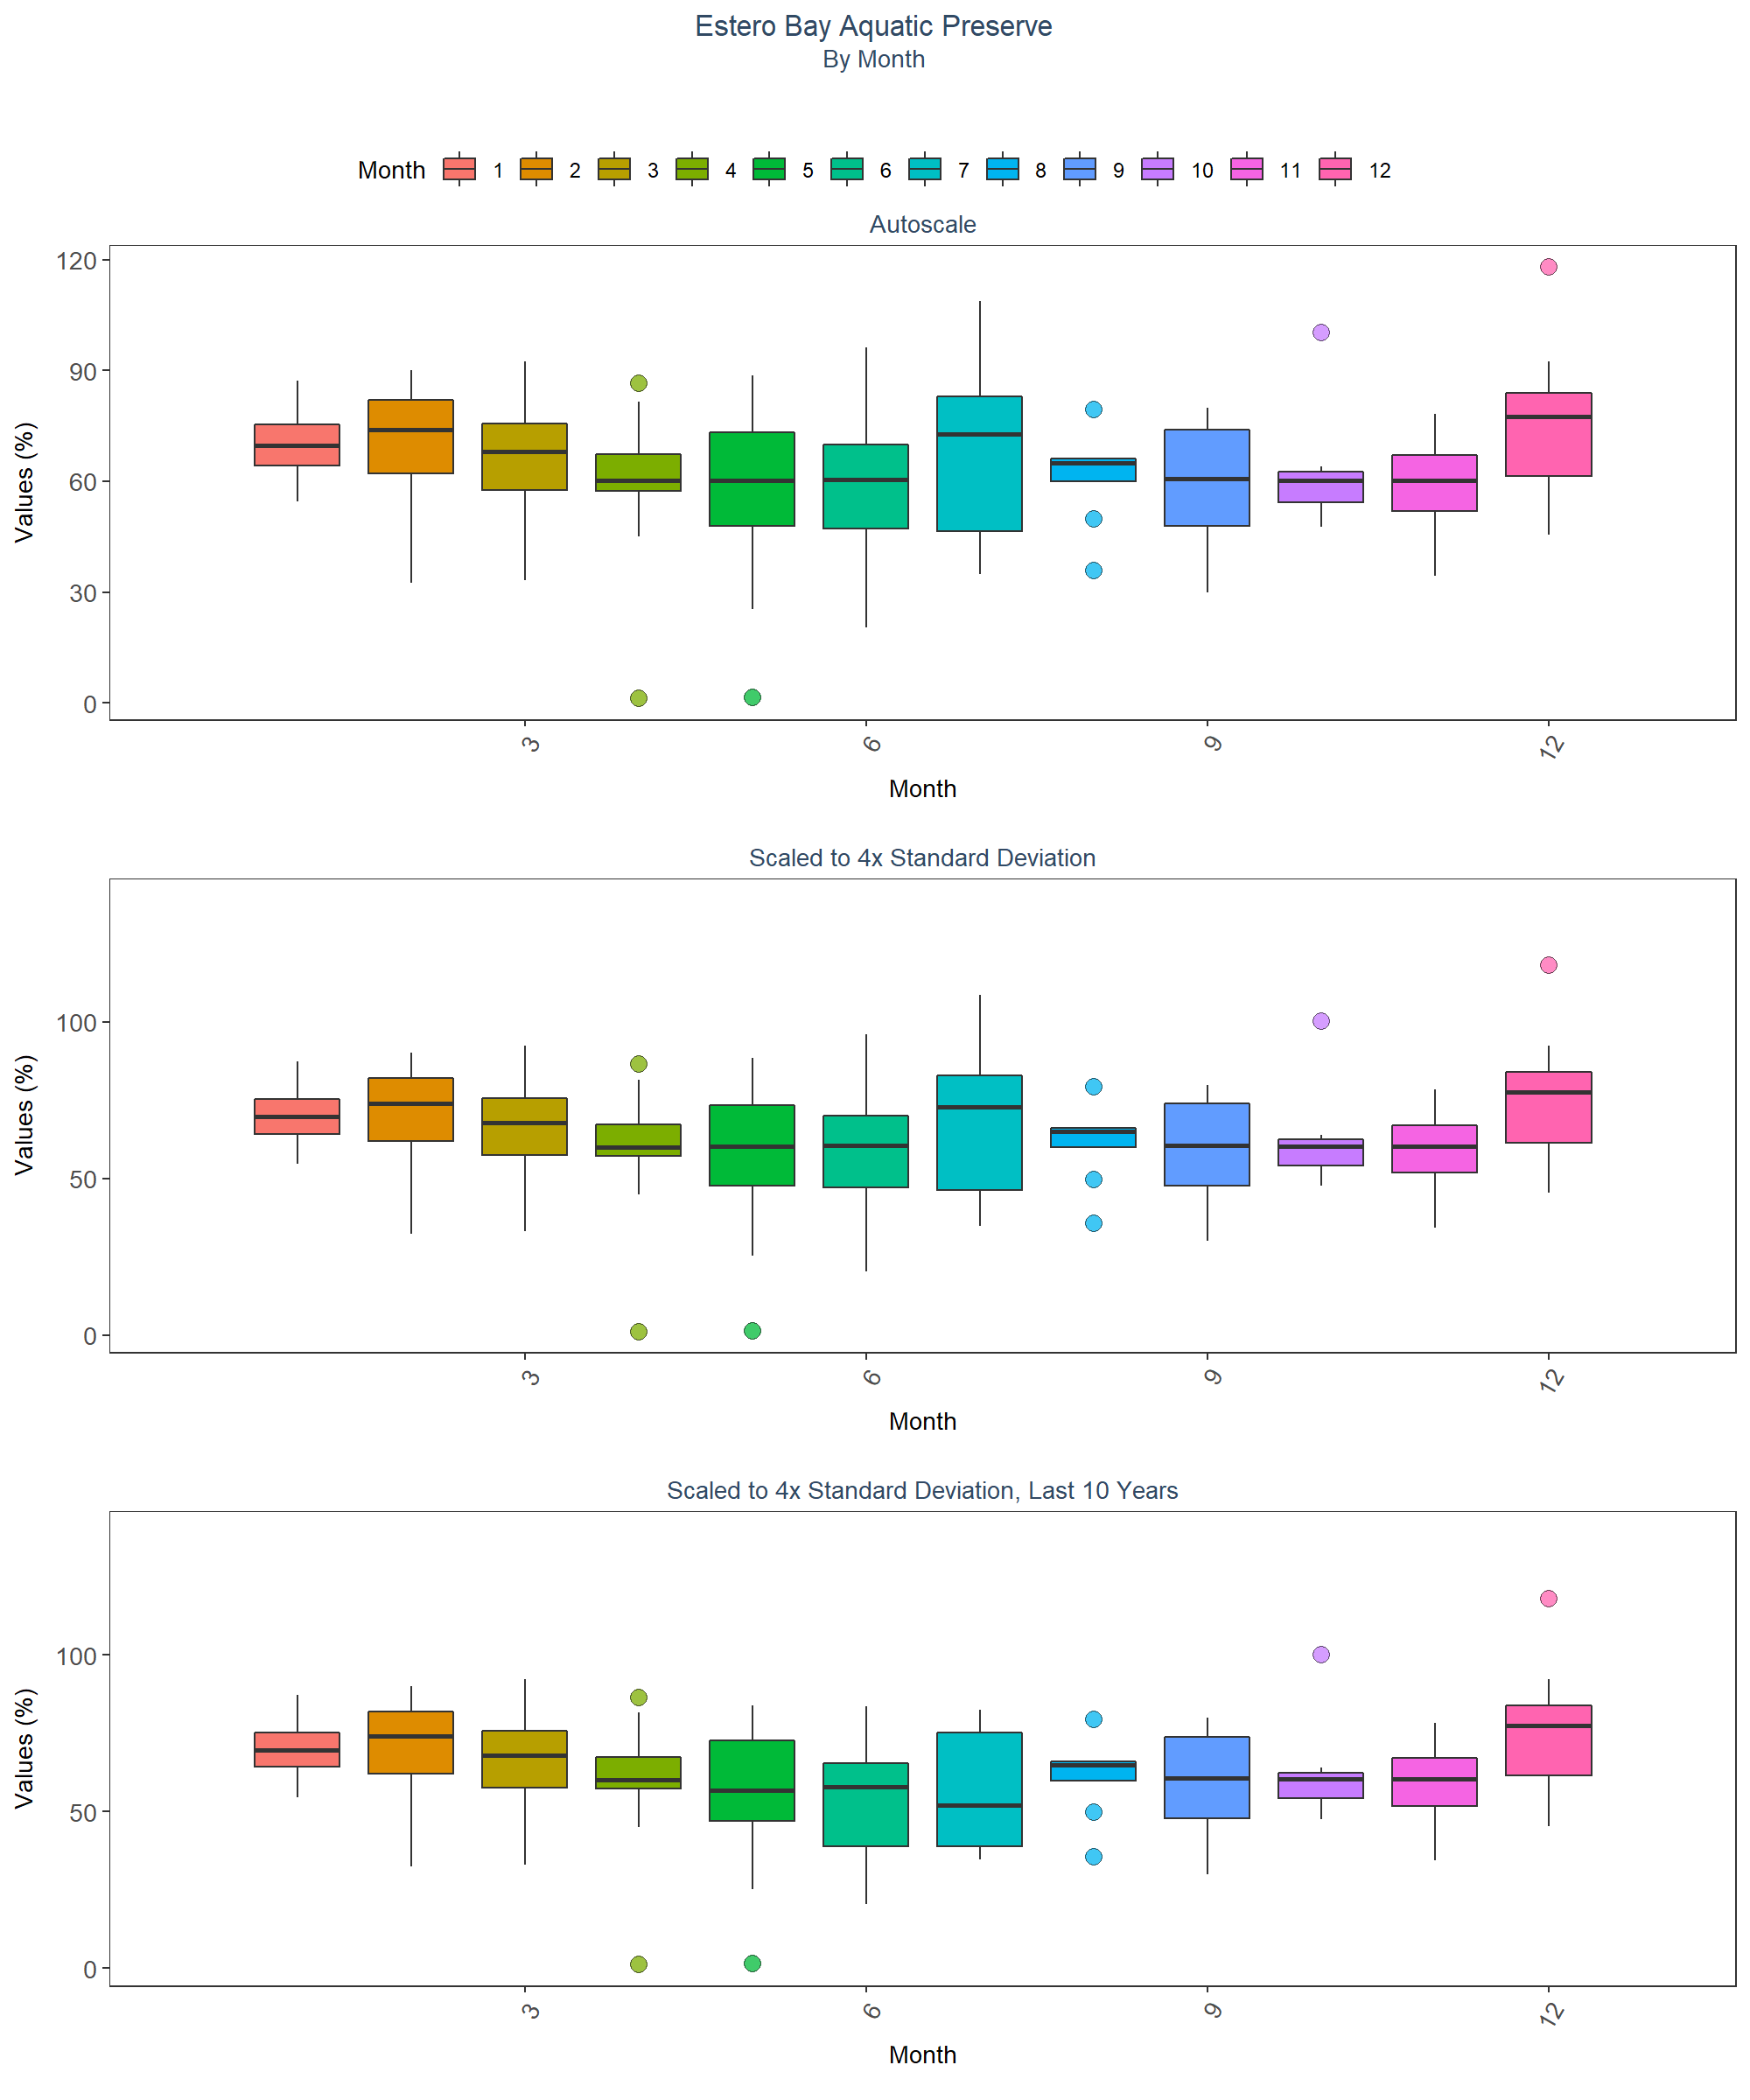 Estero Bay Aquatic Preserve
By Month
Month 1 2 3 4 5 6 7 8 9 10 11 12
Autoscale
120
90
60
30
0
Values (%)
3 6 9 12
Month
Scaled to 4x Standard Deviation
100
50
0
Values (%)
3 6 9 12
Month
Scaled to 4x Standard Deviation, Last 10 Years
100
50
0
Values (%)
3 6 9 12
Month